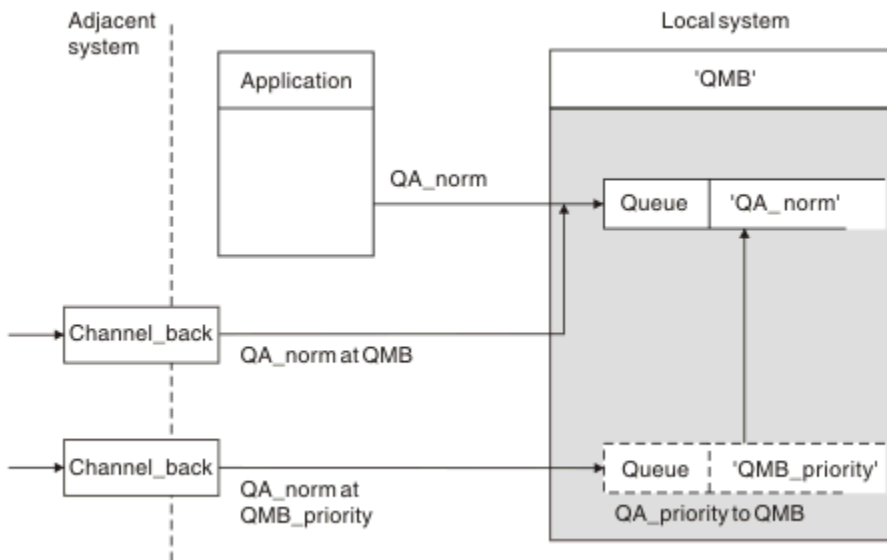 Adjacent
system
Local system
Application
'QMB'
QA_norm
Queue
'QA_norm'
Channel_back
QA_norm at QMB
Channel_back
QA_norm at
QMB_priority
Queue
'QMB_priority'
QA_priority to QMB